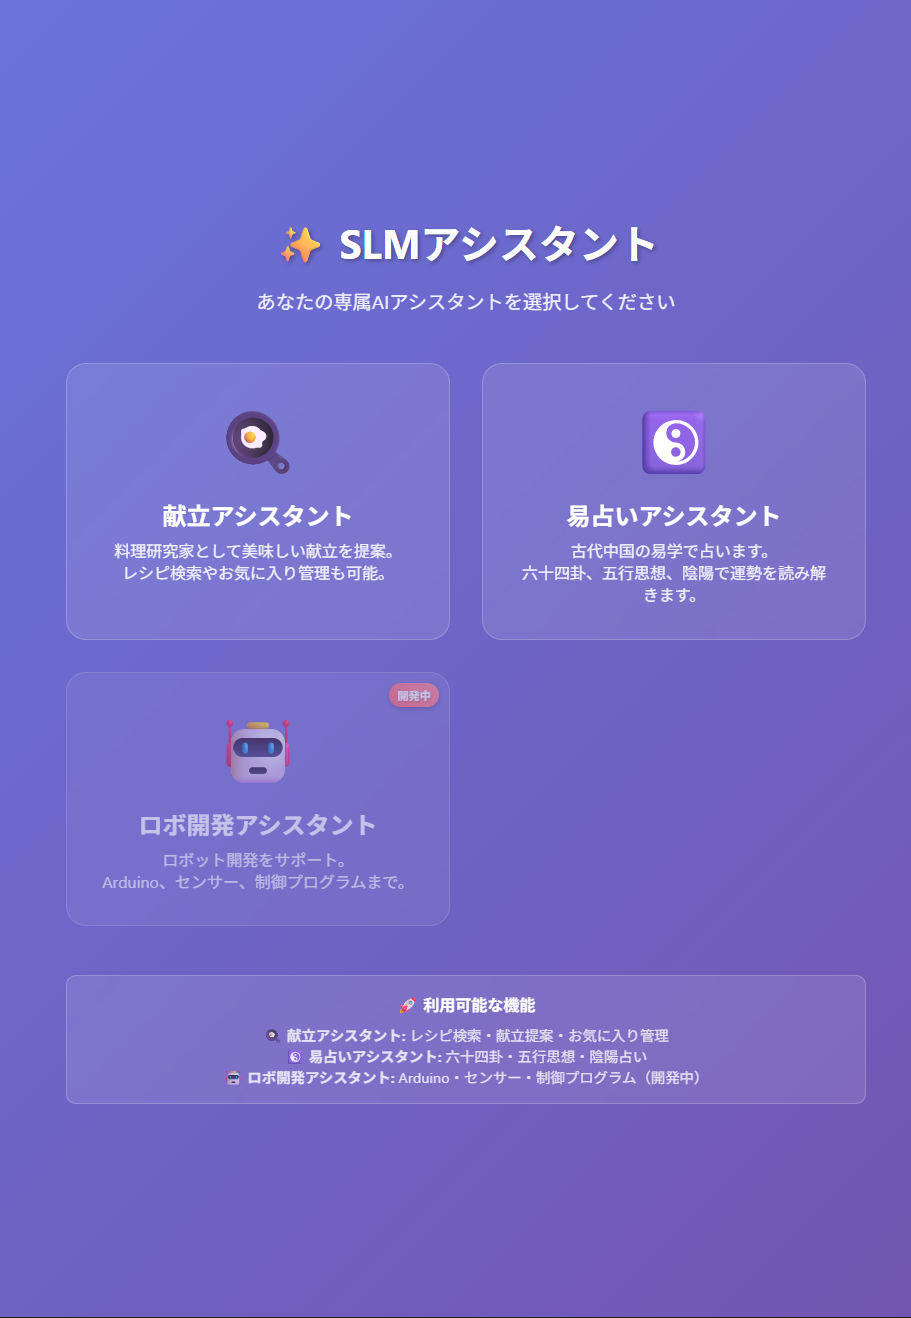 ✨ SLMアシスタント
あなたの専属AIアシスタントを選択してください
献立アシスタント
料理研究家として美味しい献立を提案。
レシピ検索やお気に入り管理も可能。
易占いアシスタント
古代中国の易学で占います。
六十四卦、五行思想、陰陽で運勢を読み解
きます。
開発中
ロボ開発アシスタント
ロボット開発をサポート。
Arduino、センサー、制御プログラムまで。
🚀 利用可能な機能
🍳 献立アシスタント: レシピ検索・献立提案・お気に入り管理
☯️ 易占いアシスタント: 六十四卦・五行思想・陰陽占い
🤖 ロボ開発アシスタント: Arduino・センサー・制御プログラム（開発中）